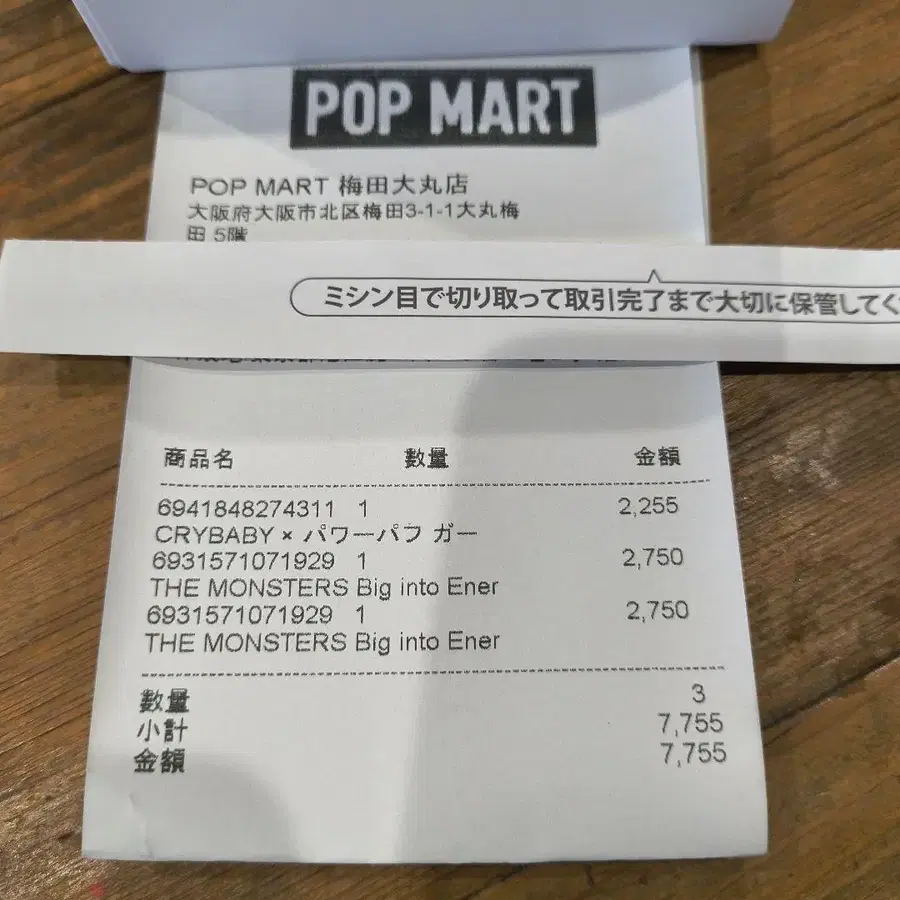 POP MART
POP MART 梅田大丸店
大阪府大阪市北区梅田3-1-1大丸梅
田 5階
ミシン目で切り取って取引完了まで大切に保管してく
商品名 数量 金額
6941848274311 1 2,255
CRYBABY × パワーパフ ガー
6931571071929 1 2,750
THE MONSTERS Big into Ener
6931571071929 1 2,750
THE MONSTERS Big into Ener
数量 3
小計 7,755
金額 7,755